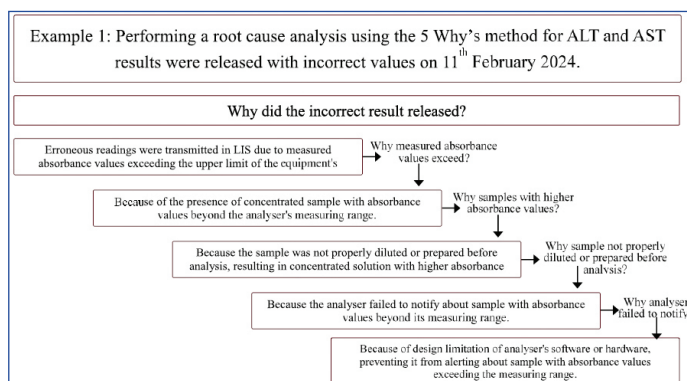 Example 1: Performing a root cause analysis using the 5 Why's method for ALT and AST
results were released with incorrect values on 11th February 2024.
Why did the incorrect result released?
Erroneous readings were transmitted in LIS due to measured
absorbance values exceeding the upper limit of the equipment's
Why measured absorbance
values exceed?
Because of the presence of concentrated sample with absorbance
values beyond the analyser's measuring range.
Why samples with higher
absorbance values?
Because the sample was not properly diluted or prepared before
analysis, resulting in concentrated solution with higher absorbance
Why sample not properly
diluted or prepared before
analysis?
Because the analyser failed to notify about sample with absorbance
values beyond its measuring range.
Why analyser
failed to notify
Because of design limitation of analyser's software or hardware,
preventing it from alerting about sample with absorbance values
exceeding the measuring range.